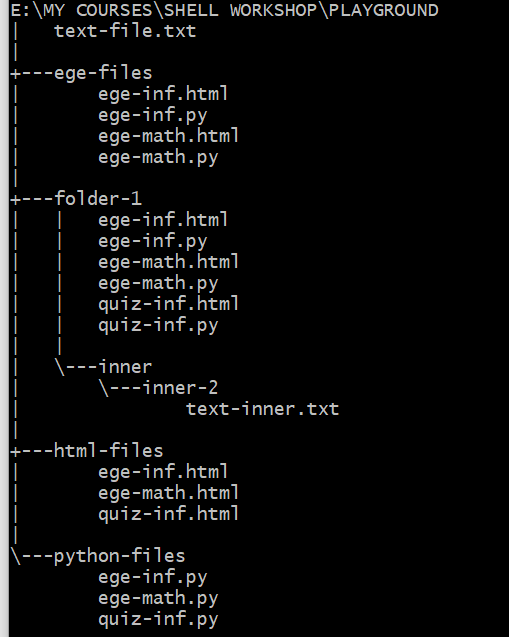 E:\MY COURSES\SHELL WORKSHOP\PLAYGROUND
|   text-file.txt
|
+---ege-files
|       ege-inf.html
|       ege-inf.py
|       ege-math.html
|       ege-math.py
|
+---folder-1
|   |   ege-inf.html
|   |   ege-inf.py
|   |   ege-math.html
|   |   ege-math.py
|   |   quiz-inf.html
|   |   quiz-inf.py
|   |
|   \---inner
|       \---inner-2
|               text-inner.txt
|
+---html-files
|       ege-inf.html
|       ege-math.html
|       quiz-inf.html
|
\---python-files
        ege-inf.py
        ege-math.py
        quiz-inf.py